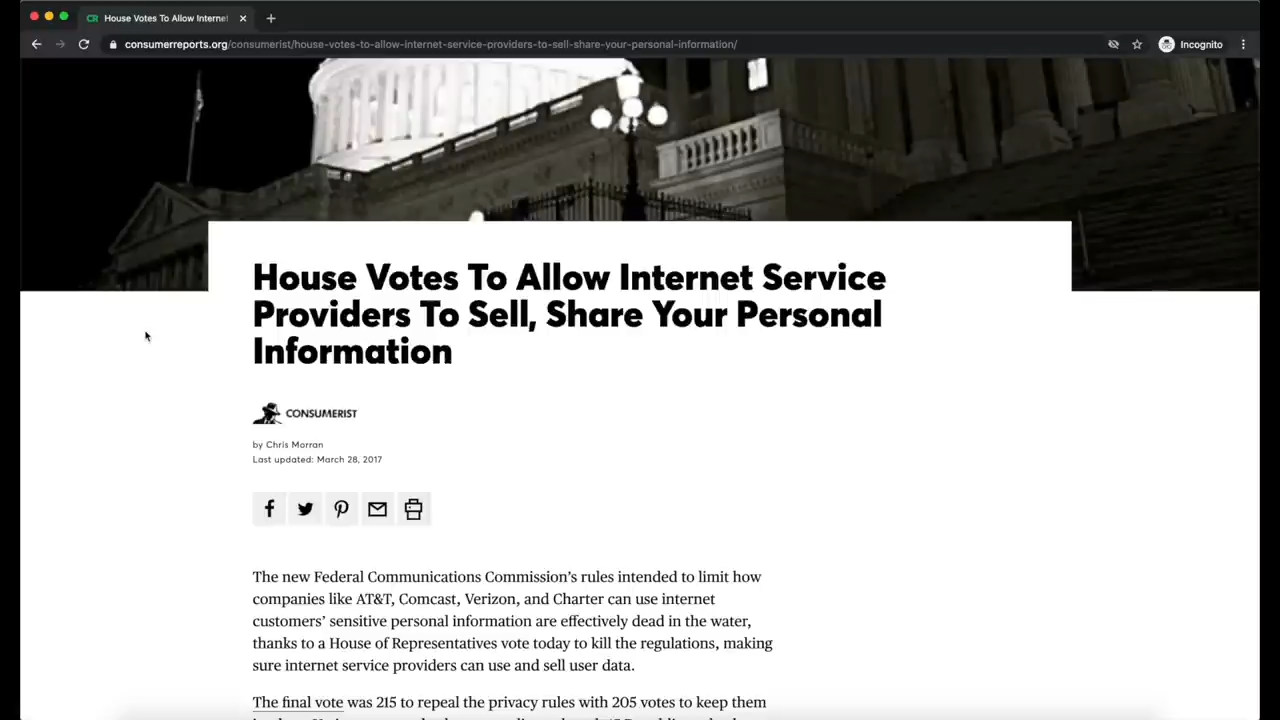 CR House Votes To Allow Internet
consumerreports.org/consumerist/house-votes-to-allow-internet-service-providers-to-sell-share-your-personal-information/
Incognito
House Votes To Allow Internet Service
Providers To Sell, Share Your Personal
Information
CONSUMERIST
by Chris Morran
Last updated: March 28, 2017
The new Federal Communications Commission’s rules intended to limit how
companies like AT&T, Comcast, Verizon, and Charter can use internet
customers’ sensitive personal information are effectively dead in the water,
thanks to a House of Representatives vote today to kill the regulations, making
sure internet service providers can use and sell user data.
The final vote was 215 to repeal the privacy rules with 205 votes to keep them